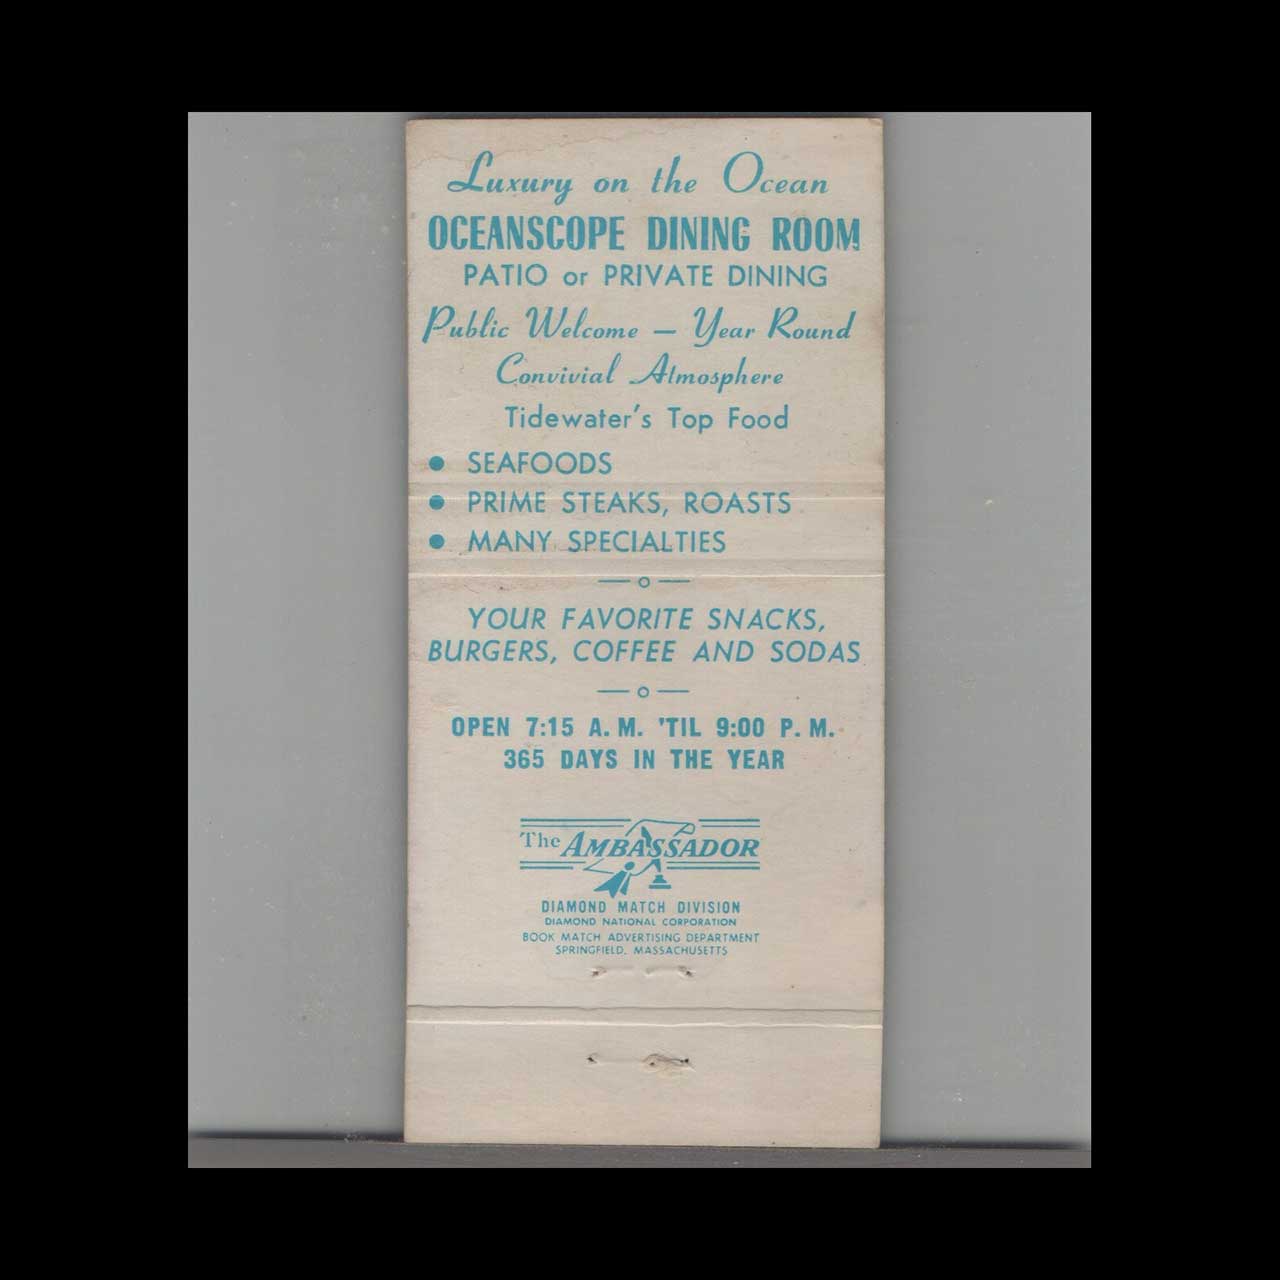 Luxury on the Ocean
OCEANSCOPE DINING ROOM
PATIO or PRIVATE DINING
Public Welcome — Year Round
Convivial Atmosphere
Tidewater's Top Food
● SEAFOODS
● PRIME STEAKS, ROASTS
● MANY SPECIALTIES
YOUR FAVORITE SNACKS,
BURGERS, COFFEE AND SODAS
OPEN 7:15 A. M. 'TIL 9:00 P. M.
365 DAYS IN THE YEAR
The AMBASSADOR
DIAMOND MATCH DIVISION
DIAMOND NATIONAL CORPORATION
BOOK MATCH ADVERTISING DEPARTMENT
SPRINGFIELD, MASSACHUSETTS